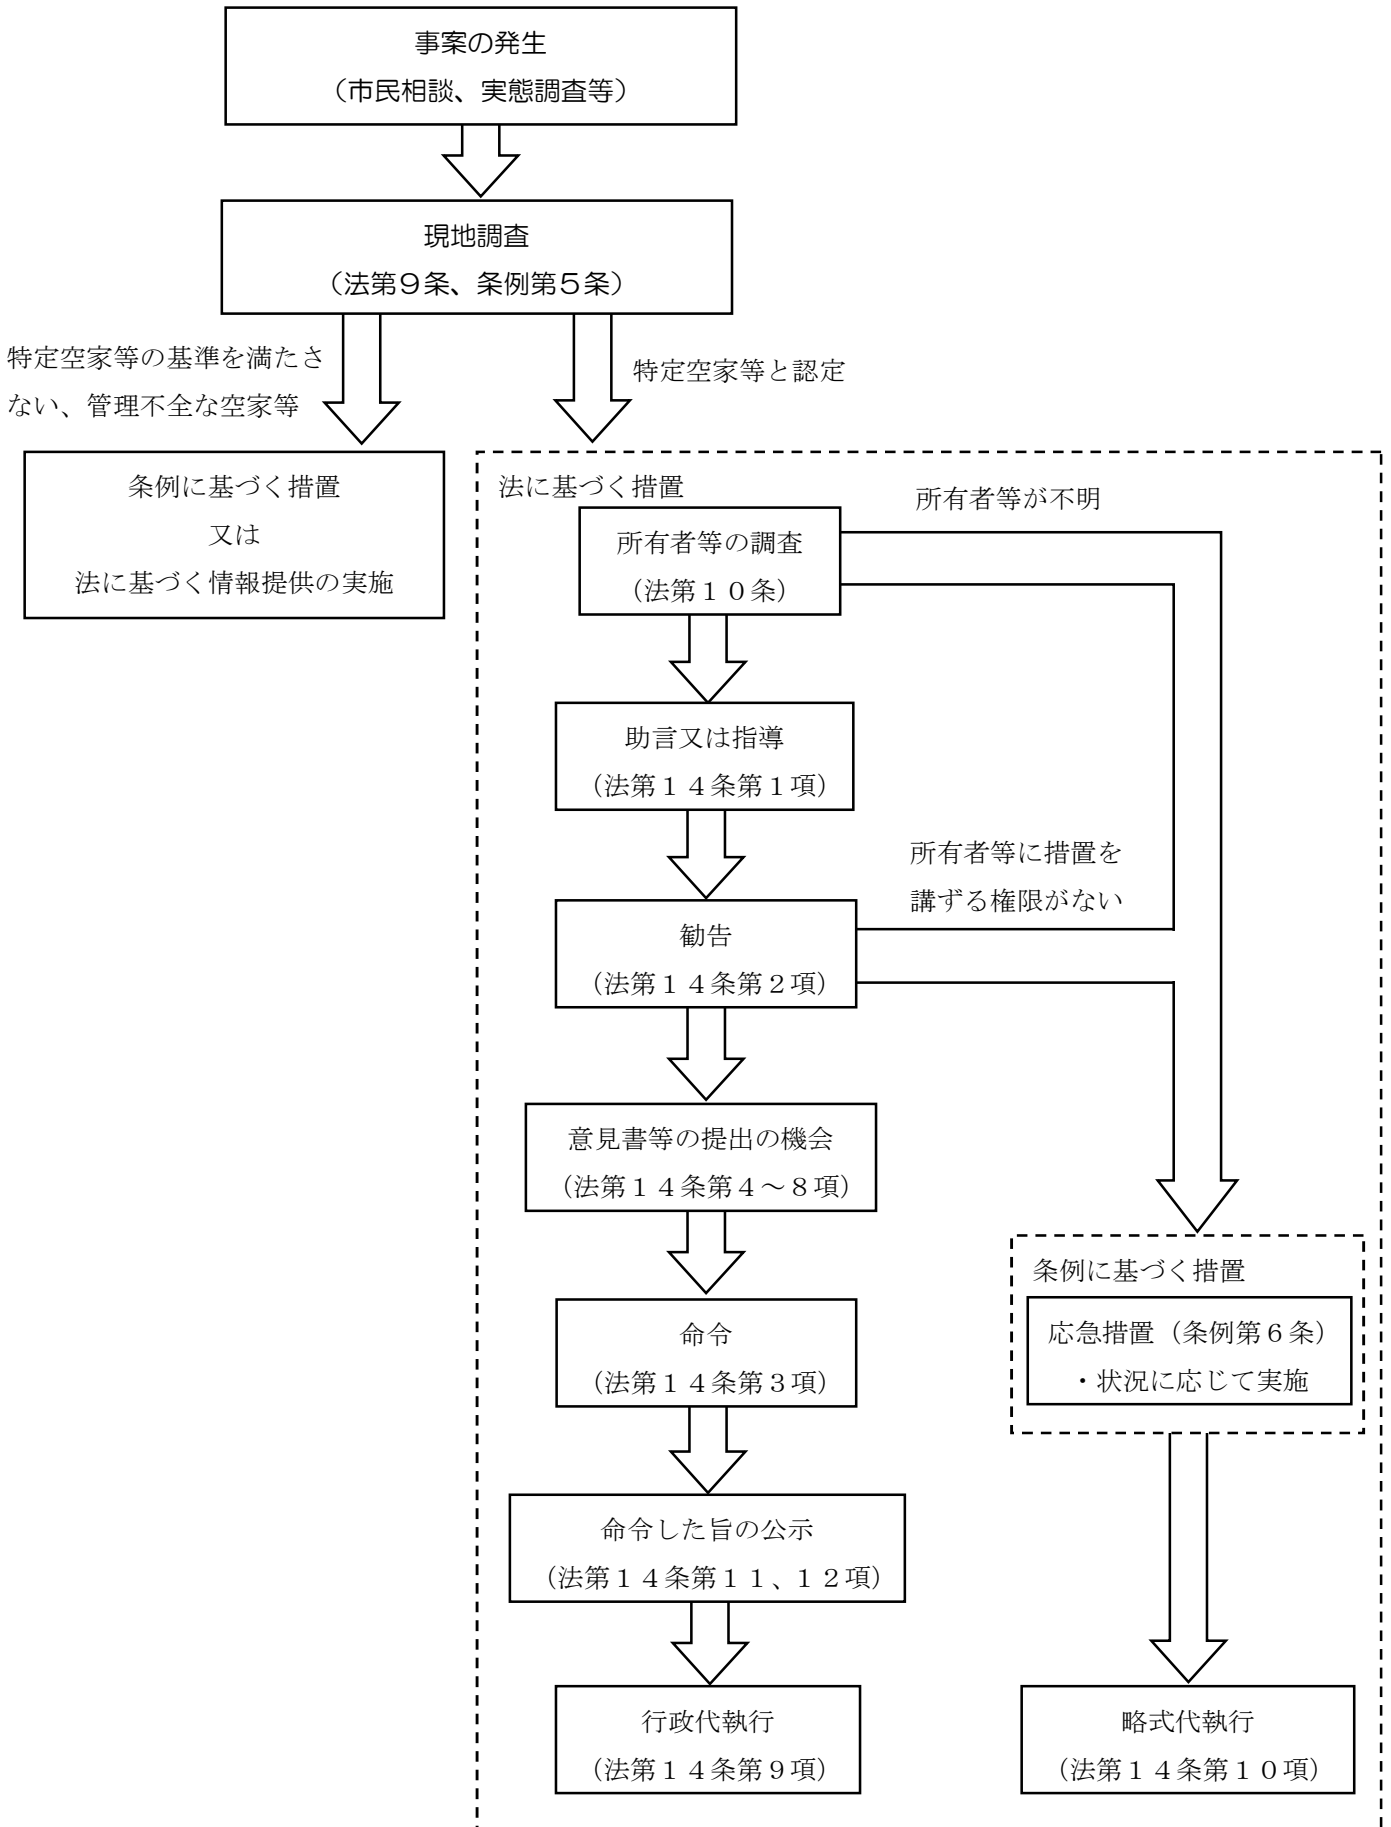 事案の発生
（市民相談、実態調査等）
現地調査
（法第９条、条例第５条）
特定空家等の基準を満たさ
ない、管理不全な空家等
特定空家等と認定
条例に基づく措置
又は
法に基づく情報提供の実施
法に基づく措置
所有者等が不明
所有者等の調査
（法第１０条）
助言又は指導
（法第１４条第１項）
所有者等に措置を
講ずる権限がない
勧告
（法第１４条第２項）
意見書等の提出の機会
（法第１４条第４～８項）
条例に基づく措置
応急措置（条例第６条）
・状況に応じて実施
命令
（法第１４条第３項）
命令した旨の公示
（法第１４条第１１、１２項）
行政代執行
（法第１４条第９項）
略式代執行
（法第１４条第１０項）